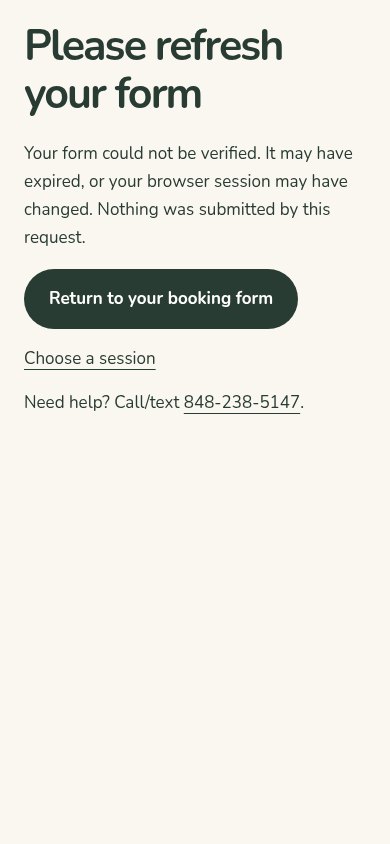 Please refresh
your form
Your form could not be verified. It may have
expired, or your browser session may have
changed. Nothing was submitted by this
request.
Return to your booking form
Choose a session
Need help? Call/text 848-238-5147.